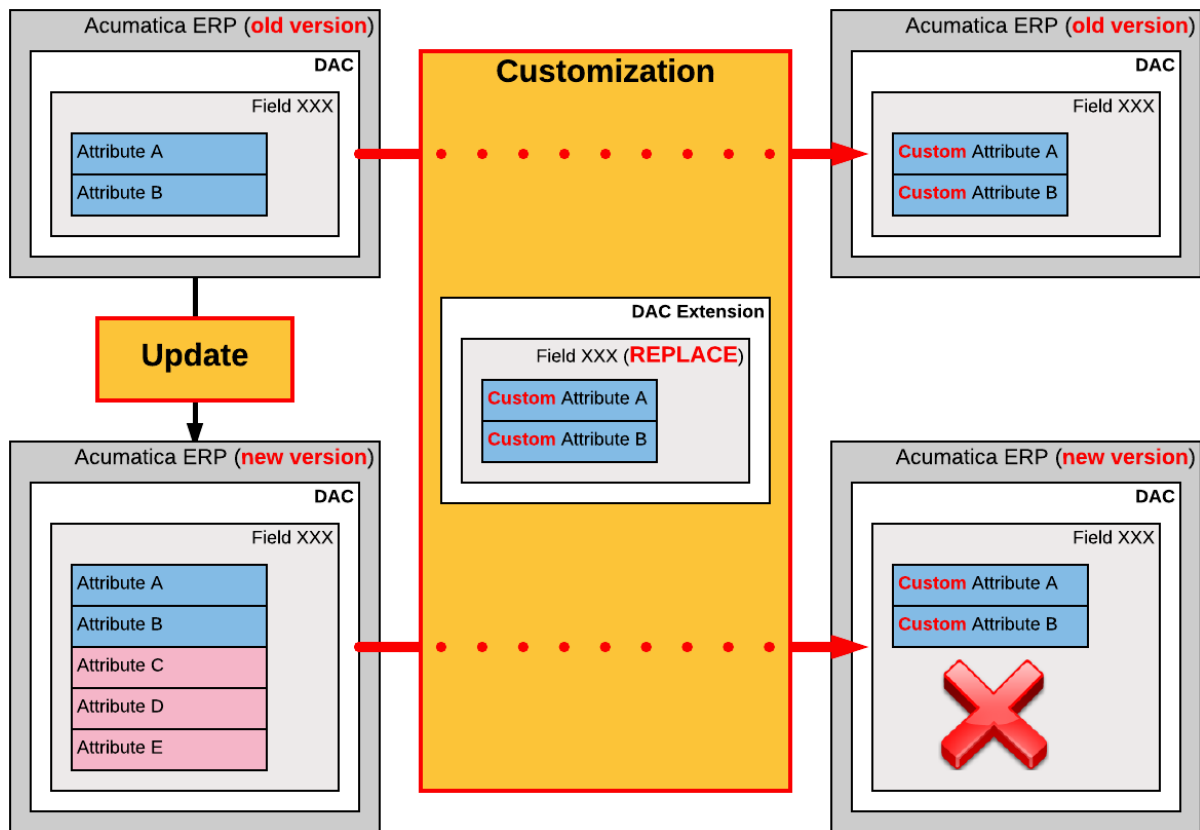 Acumatica ERP (old version)
DAC
Field XXX
Attribute A
Attribute B
Update
Acumatica ERP (new version)
DAC
Field XXX
Attribute A
Attribute B
Attribute C
Attribute D
Attribute E
Customization
DAC Extension
Field XXX (REPLACE)
Custom Attribute A
Custom Attribute B
Acumatica ERP (old version)
DAC
Field XXX
Custom Attribute A
Custom Attribute B
Acumatica ERP (new version)
DAC
Field XXX
Custom Attribute A
Custom Attribute B